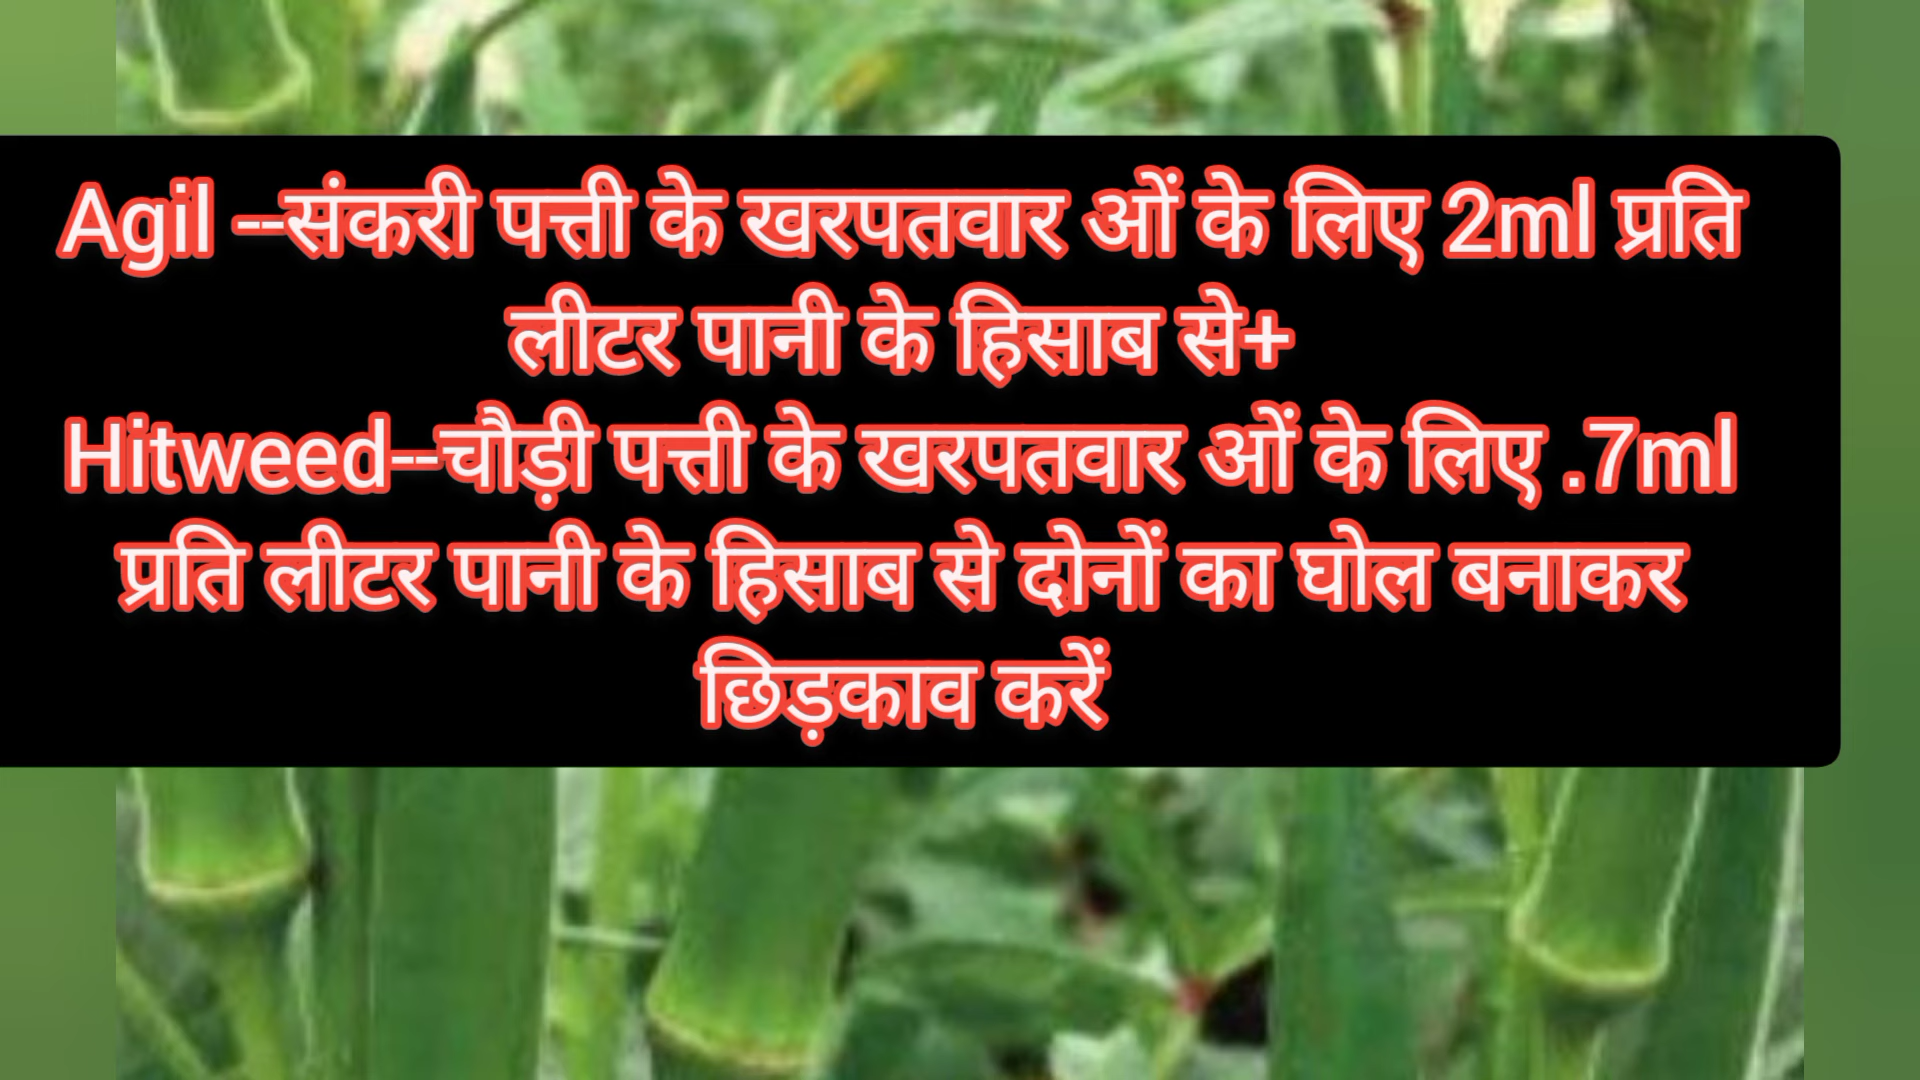 Agil --संकरी पत्ती के खरपतवार ओं के लिए 2ml प्रति
लीटर पानी के हिसाब से+
Hitweed--चौड़ी पत्ती के खरपतवार ओं के लिए .7ml
प्रति लीटर पानी के हिसाब से दोनों का घोल बनाकर
छिड़काव करें